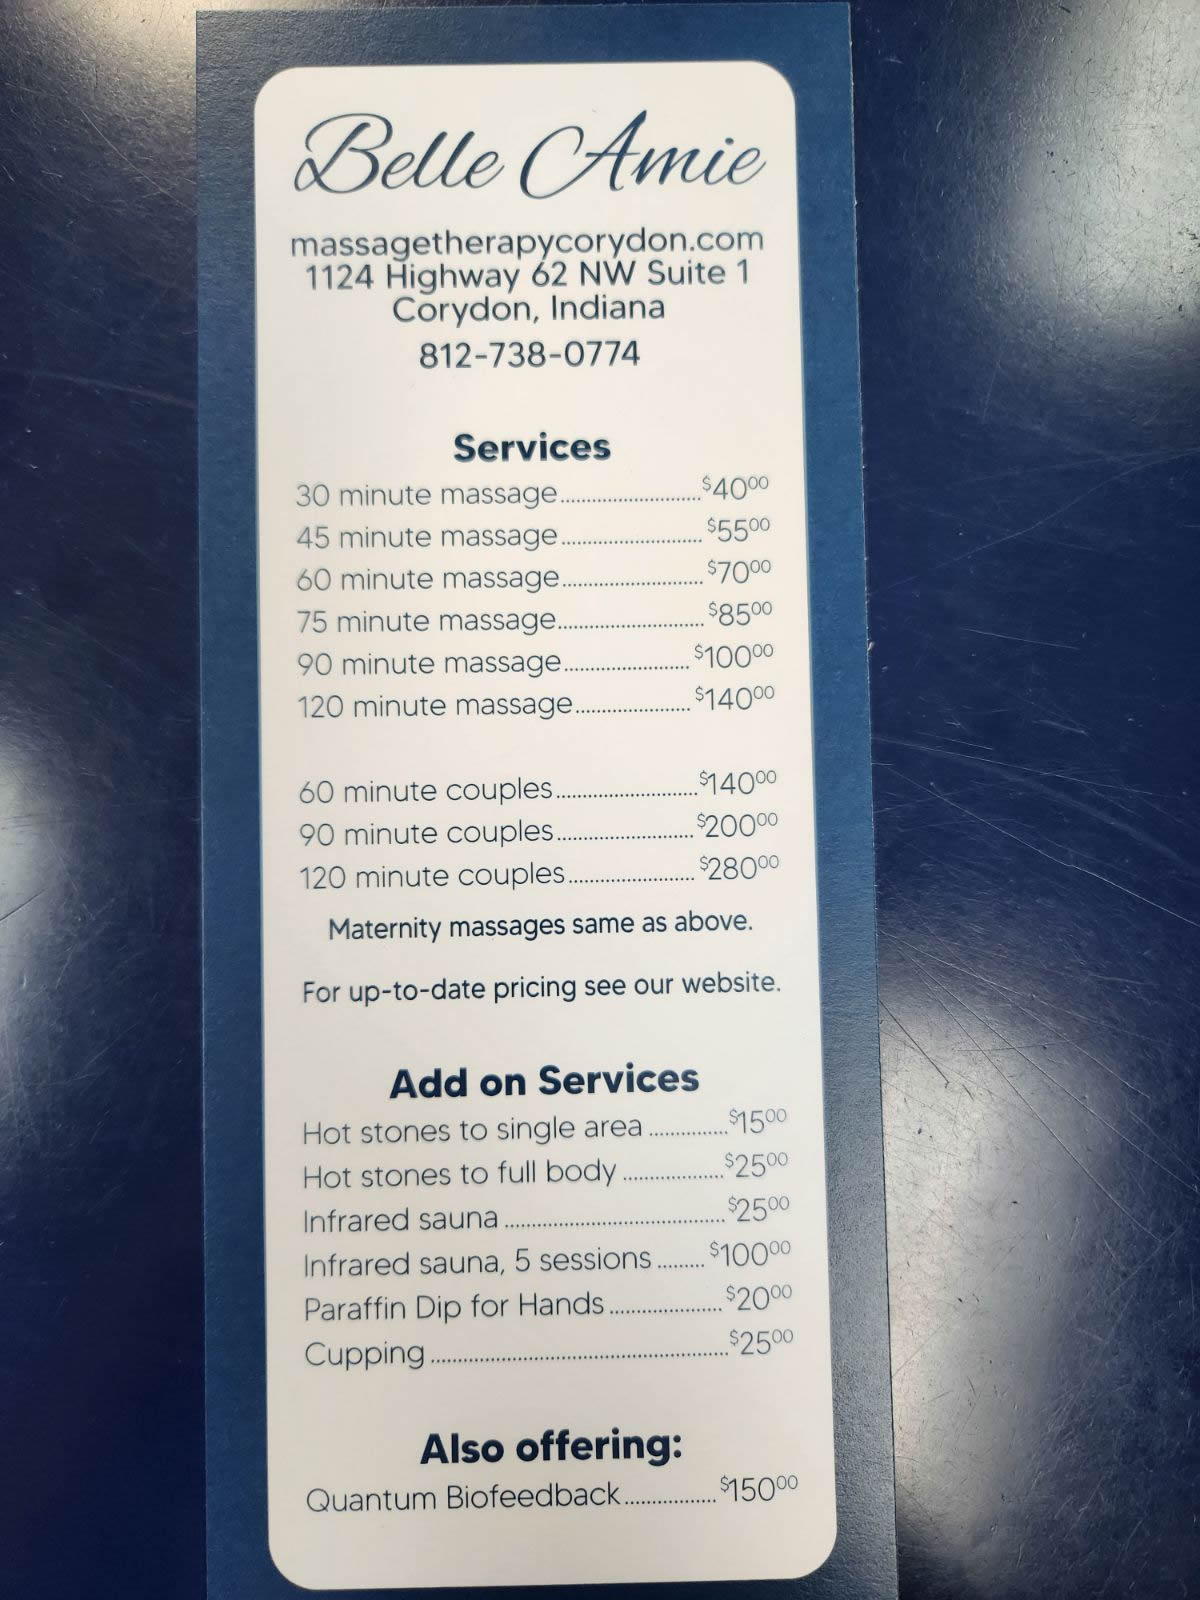 Belle Amie
massagetherapycorydon.com
1124 Highway 62 NW Suite 1
Corydon, Indiana
812-738-0774
Services
30 minute massage........................$40⁰⁰
45 minute massage........................$55⁰⁰
60 minute massage........................$70⁰⁰
75 minute massage........................$85⁰⁰
90 minute massage........................$100⁰⁰
120 minute massage........................$140⁰⁰
60 minute couples........................$140⁰⁰
90 minute couples........................$200⁰⁰
120 minute couples........................$280⁰⁰
Maternity massages same as above.
For up-to-date pricing see our website.
Add on Services
Hot stones to single area..............$15⁰⁰
Hot stones to full body..................$25⁰⁰
Infrared sauna........................................$25⁰⁰
Infrared sauna, 5 sessions.........$100⁰⁰
Paraffin Dip for Hands....................$20⁰⁰
Cupping......................................................$25⁰⁰
Also offering:
Quantum Biofeedback.................$150⁰⁰